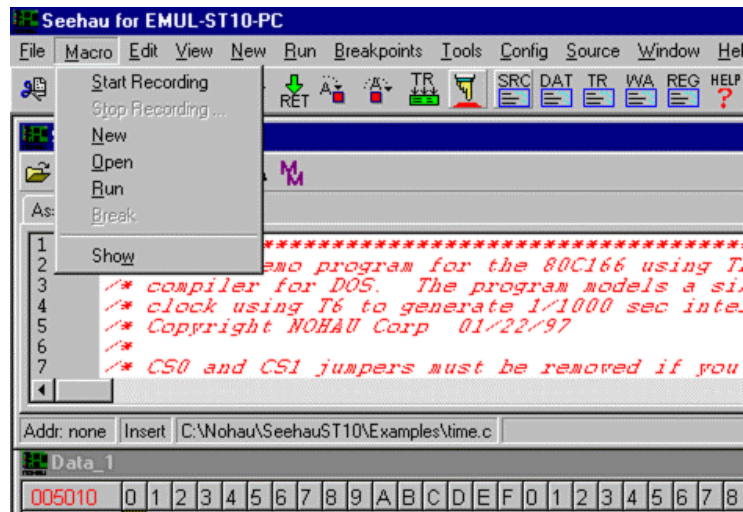 Seehau for EMUL-ST10-PC
File Macro Edit View New Run Breakpoints Tools Config Source Window Hel
RET TR SRC DAT TR WA REG HELP
Start Recording
Stop Recording ...
New
Open
Run
Break
Show
1
2 emo program for the 80C166 using
3 /* compiler for DOS. The program models a
4 /* clock using T6 to generate 1/1000 sec
5 /* Copyright NOHAU Corp 01/22/97
6 /*
7 /* CS0 and CS1 jumpers must be removed if you
Addr: none Insert C:\Nohau\SeehauST10\Examples\time.c
Data_1
005010 0 1 2 3 4 5 6 7 8 9 A B C D E F 0 1 2 3 4 5 6 7 8